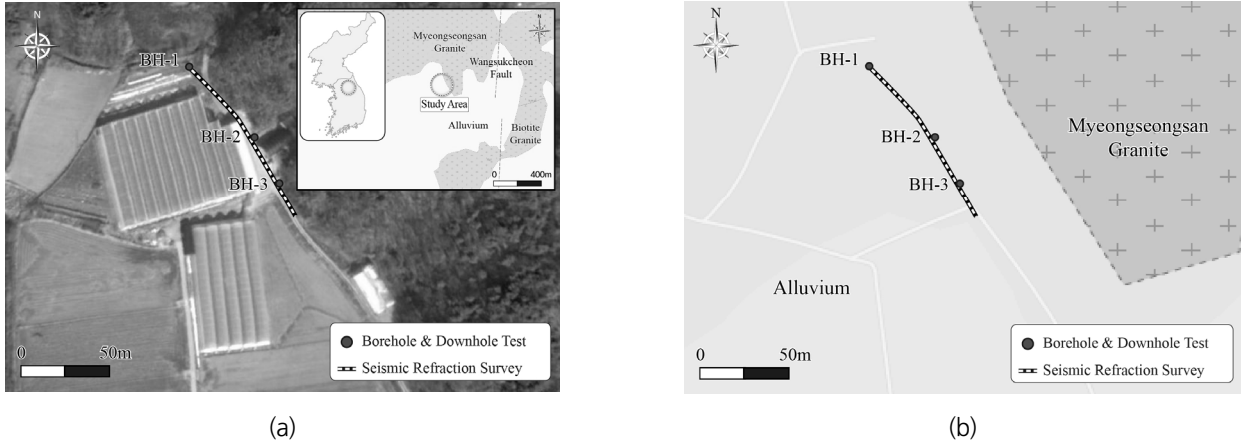 N
BH-1
BH-2
BH-3
Myeongseongsan
Granite
Wangsukcheon
Fault
Study Area
Alluvium
Biotite
Granite
N
0 400m
Borehole & Downhole Test
Seismic Refraction Survey
0 50m
(a)
N
BH-1
BH-2
BH-3
Myeongseongsan
Granite
Alluvium
Borehole & Downhole Test
Seismic Refraction Survey
0 50m
(b)